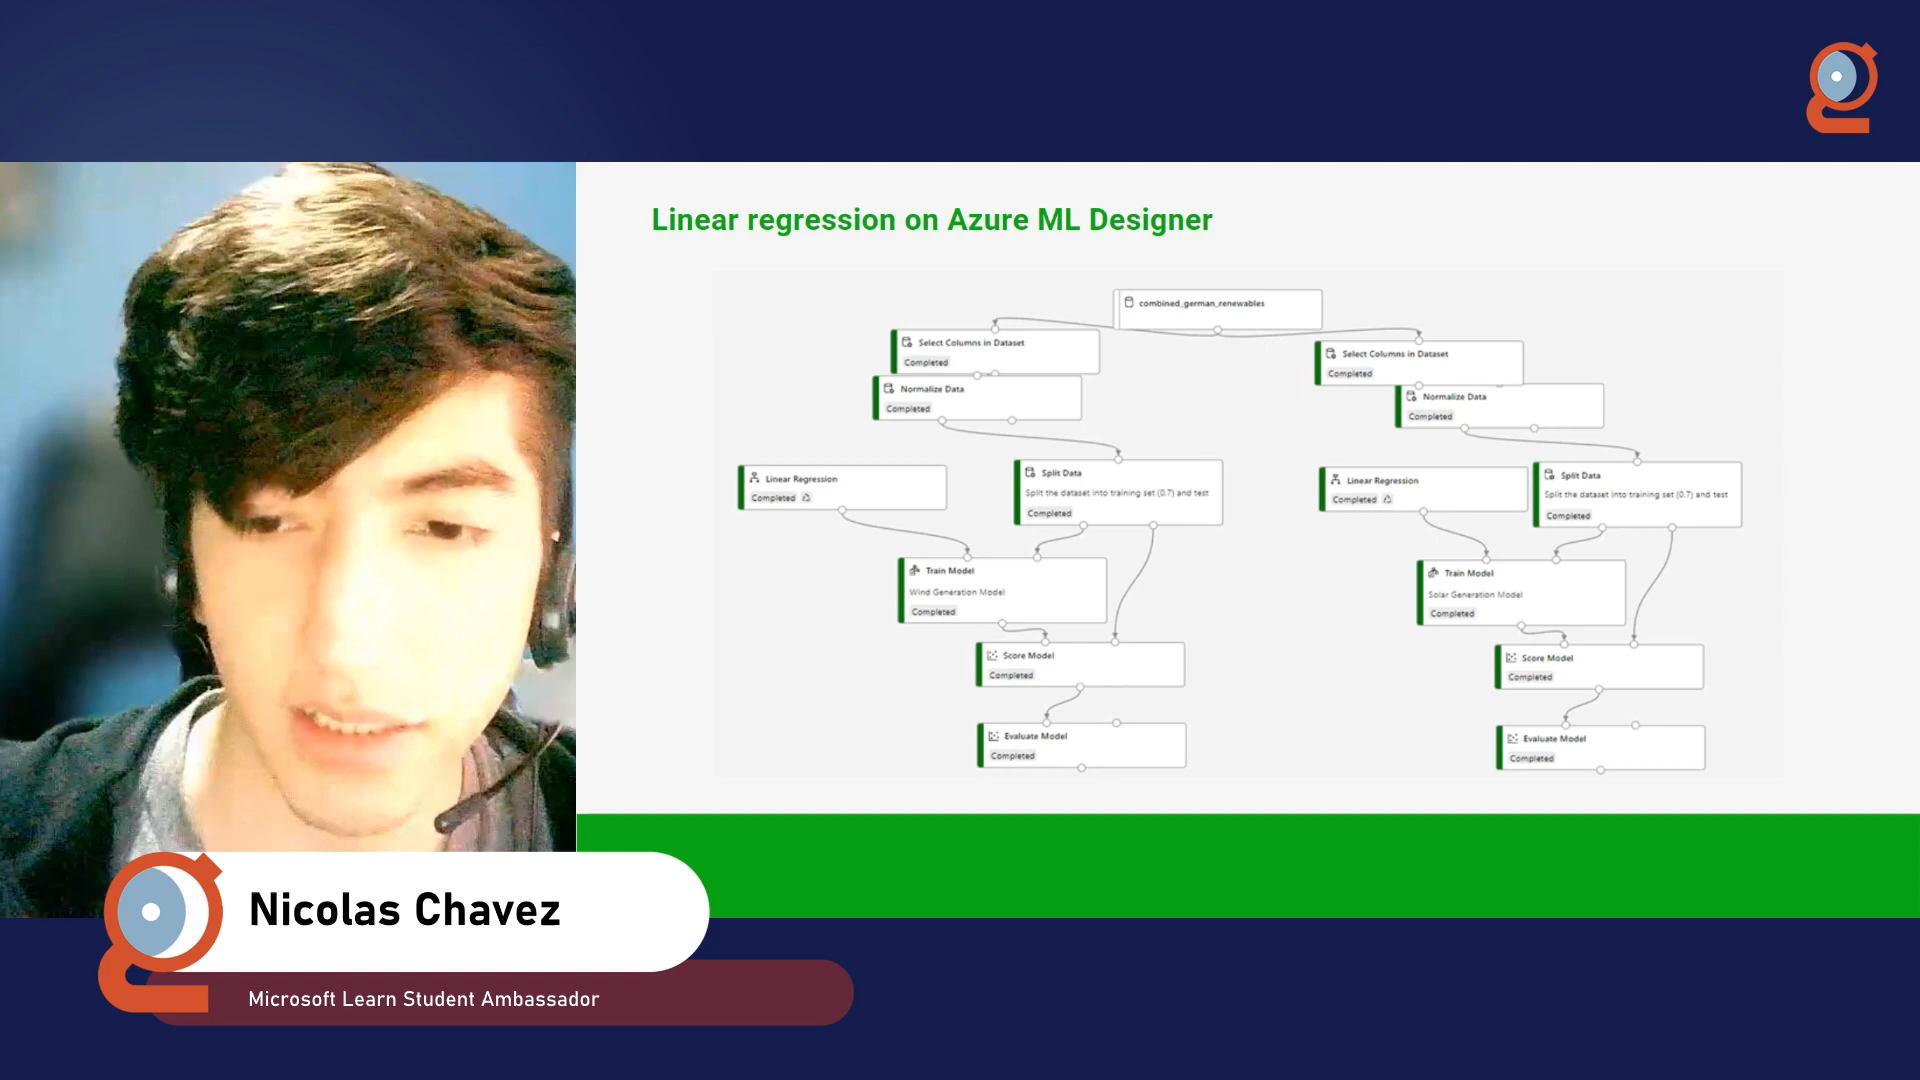 Linear regression on Azure ML Designer
combined_german_renewables
Select Columns in Dataset
Completed
Normalize Data
Completed
Linear Regression
Completed
Split Data
Split the dataset into training set (0.7) and test
Completed
Train Model
Wind Generation Model
Completed
Score Model
Completed
Evaluate Model
Completed
Select Columns in Dataset
Completed
Normalize Data
Completed
Linear Regression
Completed
Split Data
Split the dataset into training set (0.7) and test
Completed
Train Model
Solar Generation Model
Completed
Score Model
Completed
Evaluate Model
Completed
Nicolas Chavez
Microsoft Learn Student Ambassador